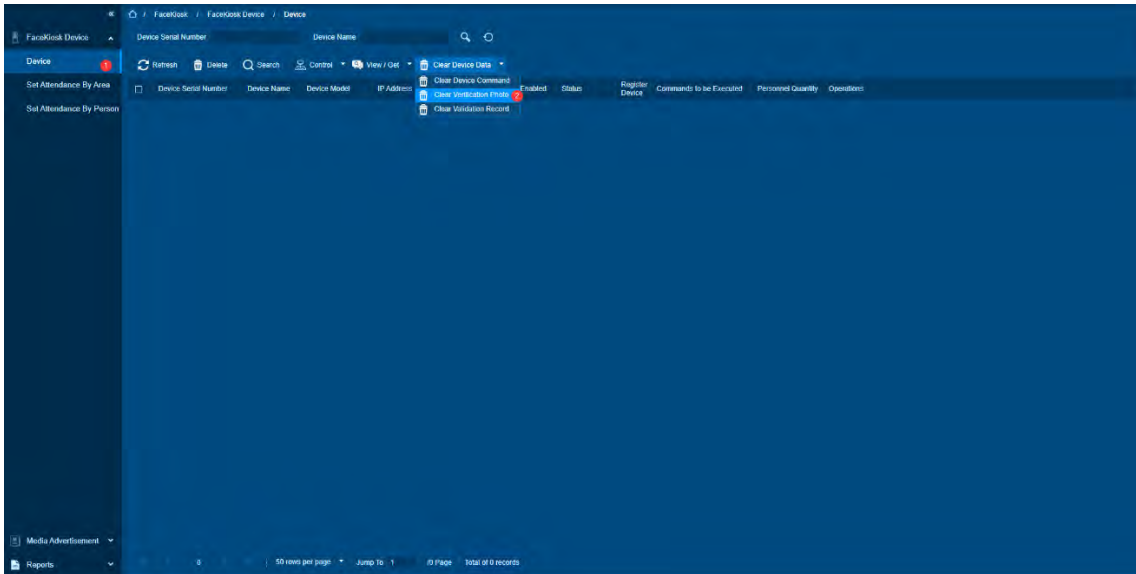 « / FaceKiosk / FaceKiosk Device / Device
FaceKiosk Device
Device Serial Number Device Name
Device 1
Refresh Delete Search Control View / Get Clear Device Data
Set Attendance By Area
Clear Device Command
Device Serial Number Device Name Device Model IP Address Enabled Status Register Device Commands to be Executed Personnel Quantity Operations
Clear Verification Photo 2
Set Attendance By Person
Clear Validation Record
Media Advertisement
50 rows per page Jump To 1 /0 Page Total of 0 records
Reports